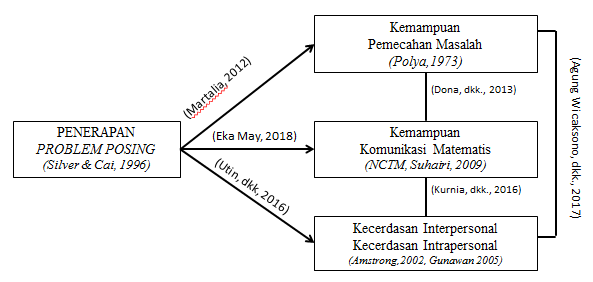 Kemampuan
Pemecahan Masalah
(Polya, 1973)
(Martalia, 2012)
(Dona, dkk., 2013)
(Agung Wicaksono, dkk., 2017)
PENERAPAN
PROBLEM POSING
(Silver & Cai, 1996)
(Eka May, 2018)
Kemampuan
Komunikasi Matematis
(NCTM, Suhairi, 2009)
(Utin, dkk, 2016)
(Kurnia, dkk., 2016)
Kecerdasan Interpersonal
Kecerdasan Intrapersonal
(Amstrong,2002, Gunawan 2005)